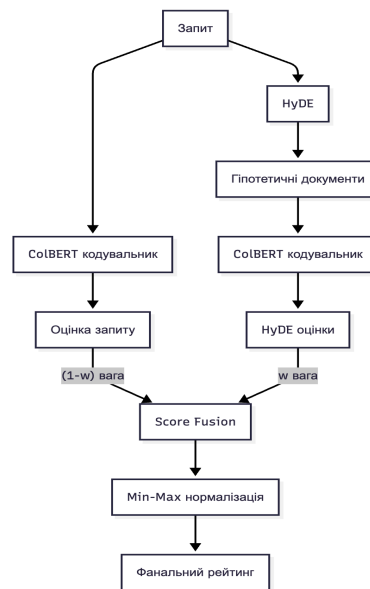 Запит
HyDE
Гіпотетичні документи
ColBERT кодувальник
ColBERT кодувальник
Оцінка запиту
HyDE оцінки
(1-w) вага
w вага
Score Fusion
Min-Max нормалізація
Фанальний рейтинг